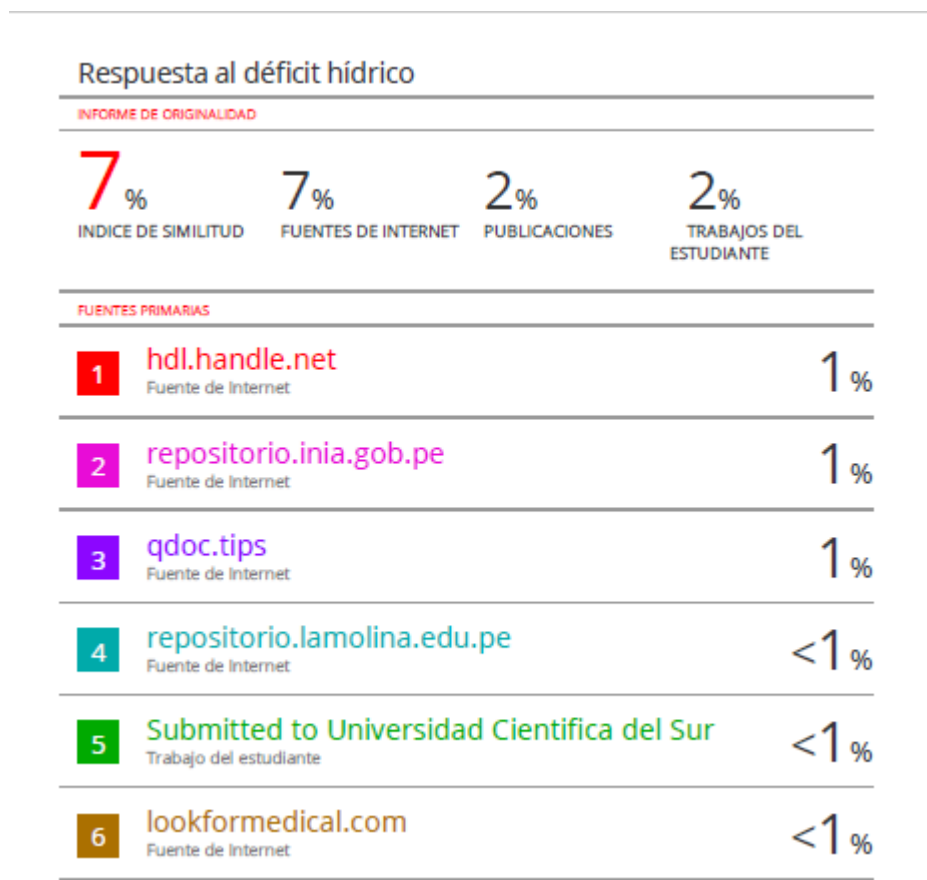 Respuesta al déficit hídrico
INFORME DE ORIGINALIDAD
7% 7% 2% 2%
INDICE DE SIMILITUD FUENTES DE INTERNET PUBLICACIONES TRABAJOS DEL
ESTUDIANTE
FUENTES PRIMARIAS
1 hdl.handle.net 1%
Fuente de Internet
2 repositorio.inia.gob.pe 1%
Fuente de Internet
3 qdoc.tips 1%
Fuente de Internet
4 repositorio.lamolina.edu.pe <1%
Fuente de Internet
5 Submitted to Universidad Cientifica del Sur <1%
Trabajo del estudiante
6 lookformedical.com <1%
Fuente de Internet